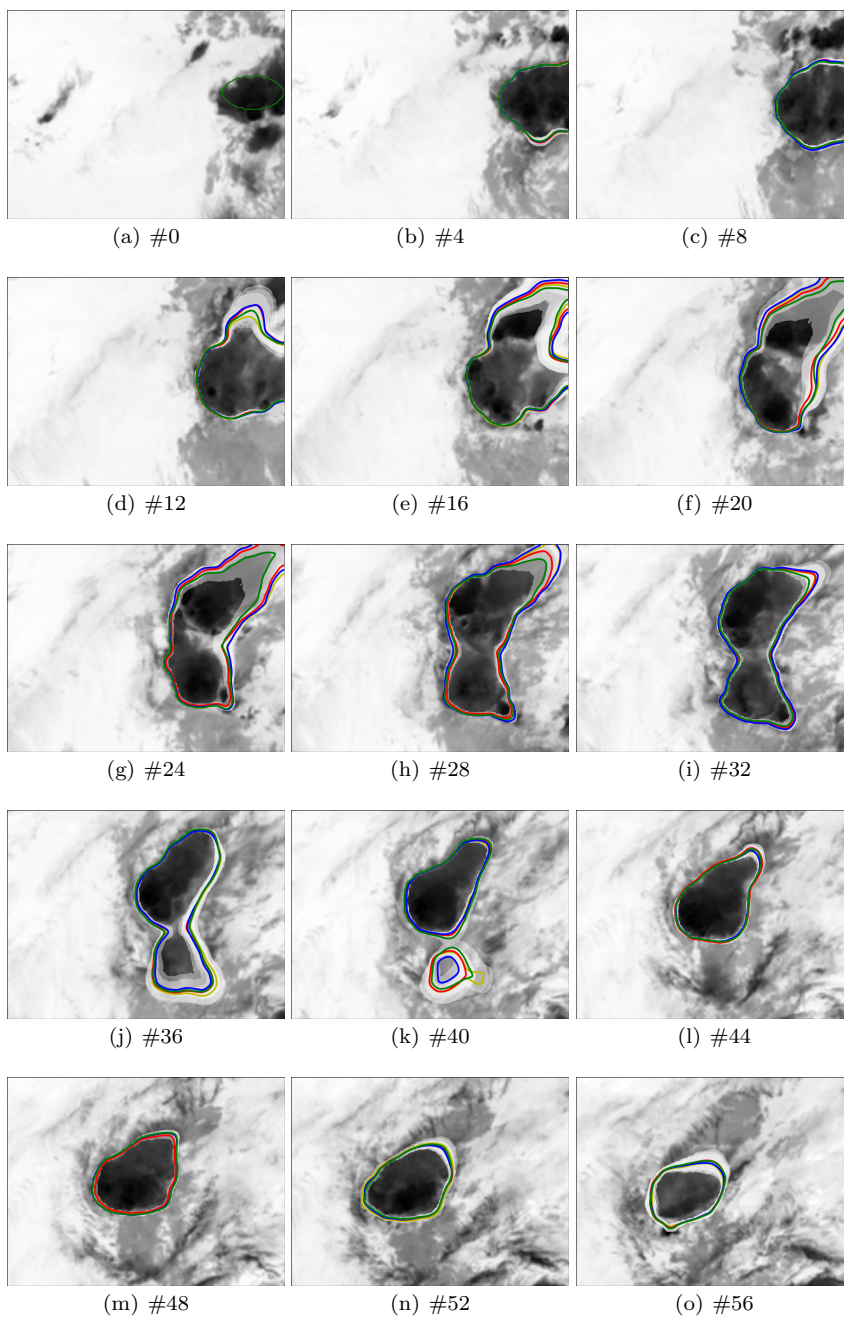 (a) #0 (b) #4 (c) #8
(d) #12 (e) #16 (f) #20
(g) #24 (h) #28 (i) #32
(j) #36 (k) #40 (l) #44
(m) #48 (n) #52 (o) #56